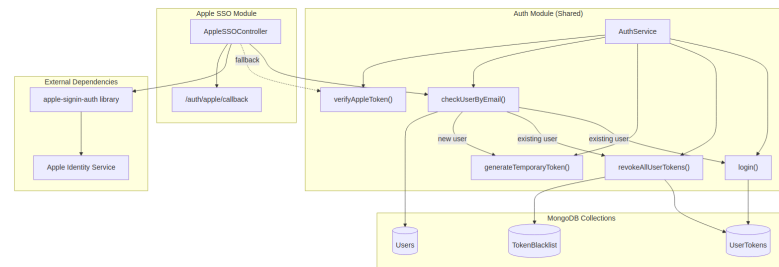 Apple SSO Module
Auth Module (Shared)
AppleSSOController
AuthService
fallback
External Dependencies
apple-signin-auth library
/auth/apple/callback
verifyAppleToken()
checkUserByEmail()
new user
existing user
existing user
Apple Identity Service
generateTemporaryToken()
revokeAllUserTokens()
login()
MongoDB Collections
Users
TokenBlacklist
UserTokens